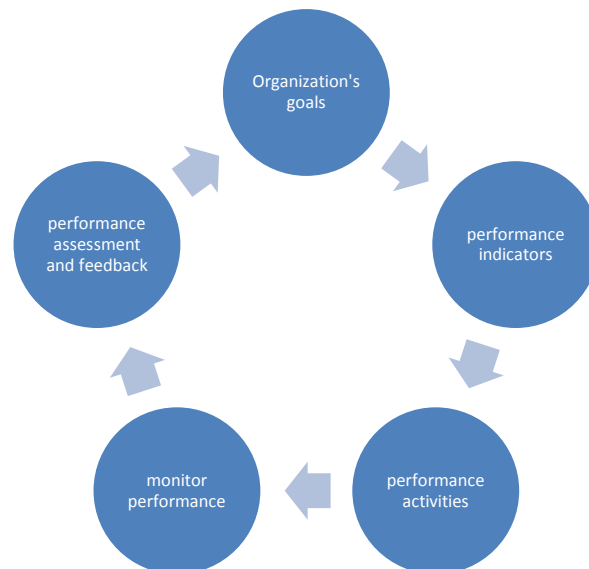 Organization's
goals
performance
indicators
performance
activities
monitor
performance
performance
assessment
and feedback